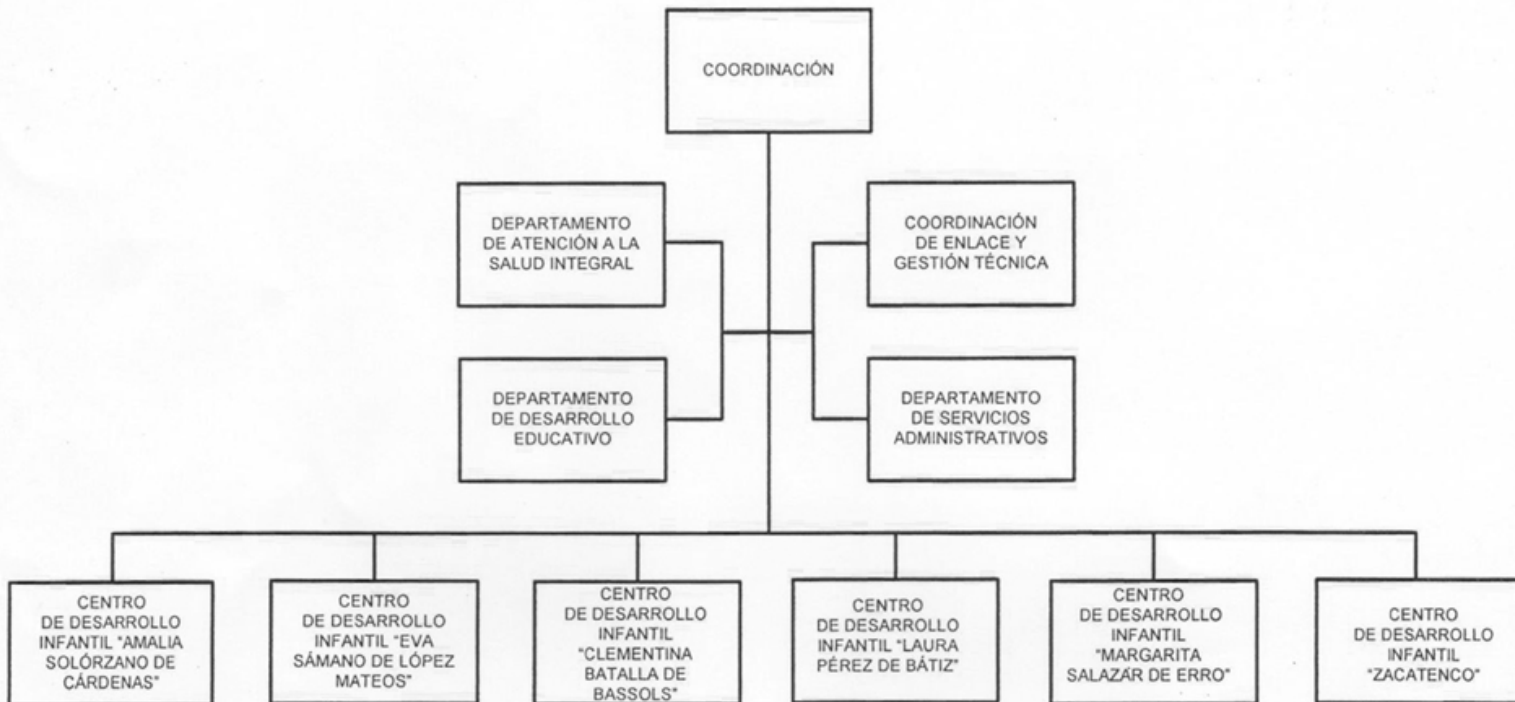 COORDINACIÓN
DEPARTAMENTO
DE ATENCIÓN A LA
SALUD INTEGRAL
COORDINACIÓN
DE ENLACE Y
GESTIÓN TÉCNICA
DEPARTAMENTO
DE DESARROLLO
EDUCATIVO
DEPARTAMENTO
DE SERVICIOS
ADMINISTRATIVOS
CENTRO
DE DESARROLLO
INFANTIL "AMALIA
SOLÓRZANO DE
CÁRDENAS"
CENTRO
DE DESARROLLO
INFANTIL "EVA
SÁMANO DE LÓPEZ
MATEOS"
CENTRO
DE DESARROLLO
INFANTIL
"CLEMENTINA
BATALLA DE
BASSOLS"
CENTRO
DE DESARROLLO
INFANTIL "LAURA
PÉREZ DE BÁTIZ"
CENTRO
DE DESARROLLO
INFANTIL
"MARGARITA
SALAZAR DE ERRO"
CENTRO
DE DESARROLLO
INFANTIL
"ZACATENCO"